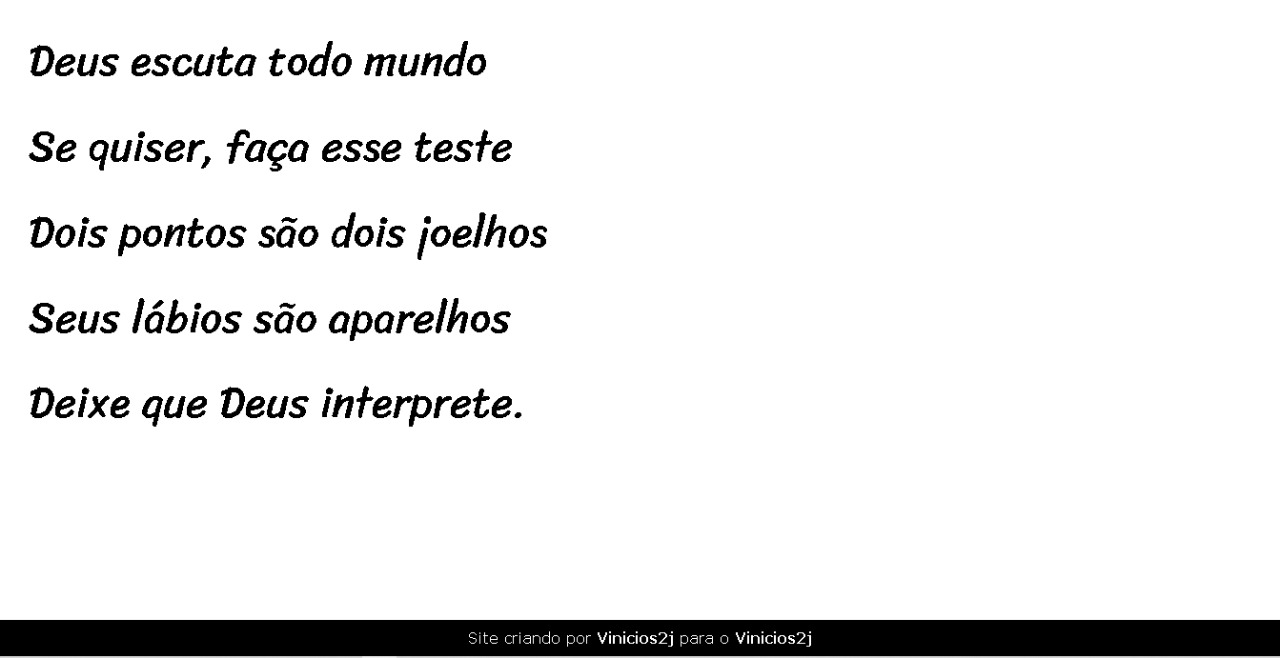 Deus escuta todo mundo
Se quiser, faça esse teste
Dois pontos são dois joelhos
Seus lábios são aparelhos
Deixe que Deus interprete.
Site criando por Vinicios2j para o Vinicios2j